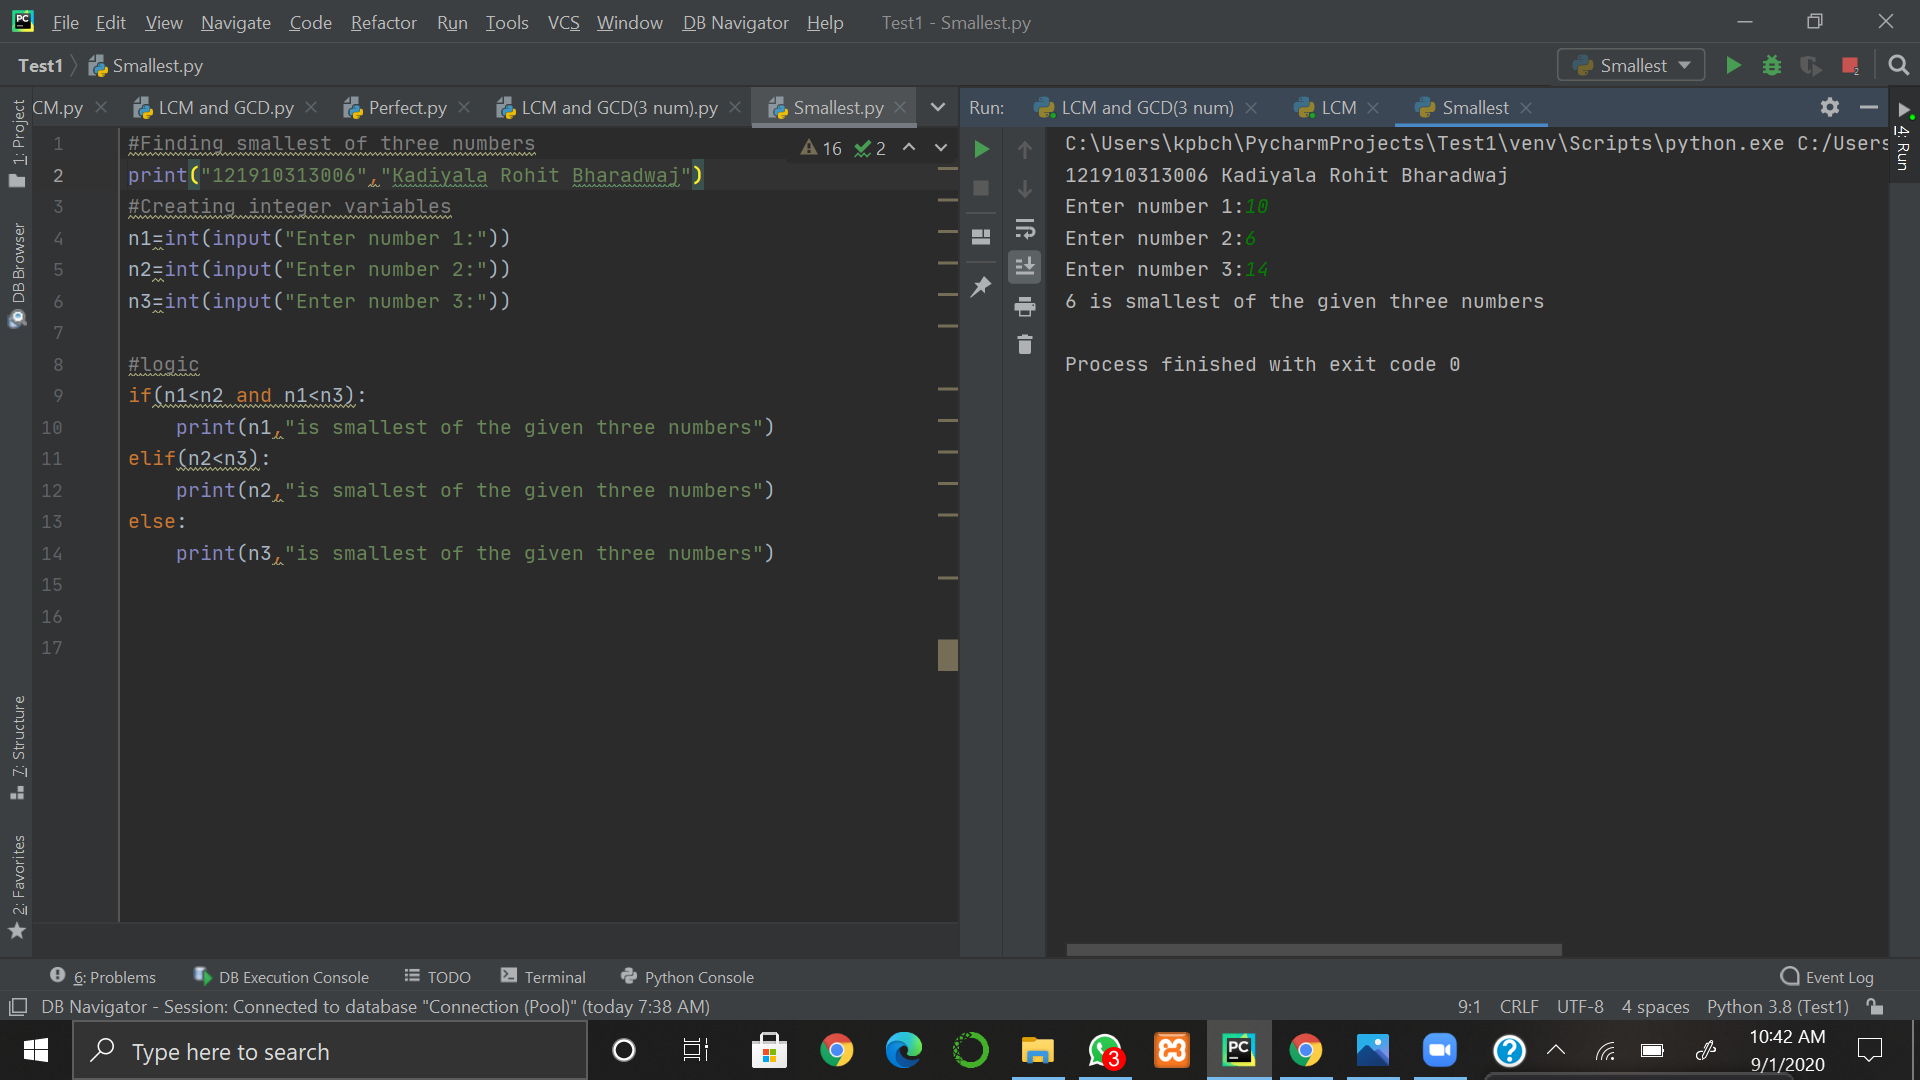 File Edit View Navigate Code Refactor Run Tools VCS Window DB Navigator Help Test1 - Smallest.py
Test1 Smallest.py Smallest 2
CM.py LCM and GCD.py Perfect.py LCM and GCD(3 num).py Smallest.py
Run: LCM and GCD(3 num) LCM Smallest
1: Project
DB Browser
7: Structure
2: Favorites
4: Run
16 2
1 #Finding smallest of three numbers
2 print("121910313006","Kadiyala Rohit Bharadwaj")
3 #Creating integer variables
4 n1=int(input("Enter number 1:"))
5 n2=int(input("Enter number 2:"))
6 n3=int(input("Enter number 3:"))
7
8 #logic
9 if(n1<n2 and n1<n3):
10 print(n1,"is smallest of the given three numbers")
11 elif(n2<n3):
12 print(n2,"is smallest of the given three numbers")
13 else:
14 print(n3,"is smallest of the given three numbers")
15
16
17
C:\Users\kpbch\PycharmProjects\Test1\venv\Scripts\python.exe C:/Users
121910313006 Kadiyala Rohit Bharadwaj
Enter number 1:10
Enter number 2:6
Enter number 3:14
6 is smallest of the given three numbers
Process finished with exit code 0
6: Problems DB Execution Console TODO Terminal Python Console Event Log
DB Navigator - Session: Connected to database "Connection (Pool)" (today 7:38 AM) 9:1 CRLF UTF-8 4 spaces Python 3.8 (Test1)
Type here to search
3
PC
10:42 AM
9/1/2020